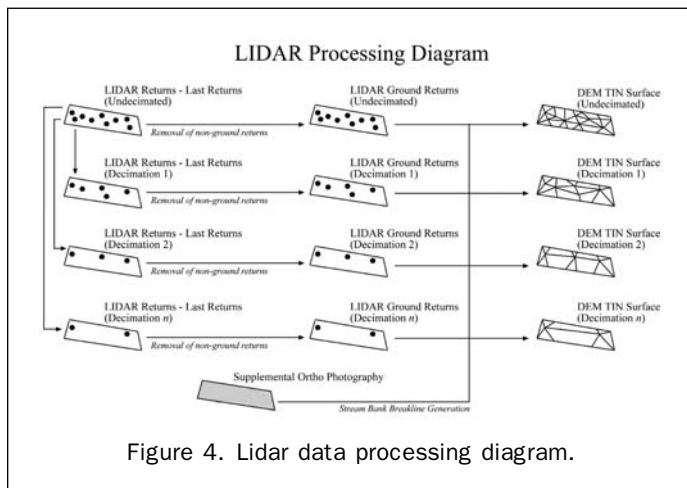 LIDAR Processing Diagram
LIDAR Returns - Last Returns
(Undecimated)
LIDAR Ground Returns
(Undecimated)
DEM TIN Surface
(Undecimated)
Removal of non-ground returns
LIDAR Returns - Last Returns
(Decimation 1)
LIDAR Ground Returns
(Decimation 1)
DEM TIN Surface
(Decimation 1)
Removal of non-ground returns
LIDAR Returns - Last Returns
(Decimation 2)
LIDAR Ground Returns
(Decimation 2)
DEM TIN Surface
(Decimation 2)
Removal of non-ground returns
LIDAR Returns - Last Returns
(Decimation n)
LIDAR Ground Returns
(Decimation n)
DEM TIN Surface
(Decimation n)
Removal of non-ground returns
Supplemental Ortho Photography
Stream Bank Breakline Generation
Figure 4. Lidar data processing diagram.